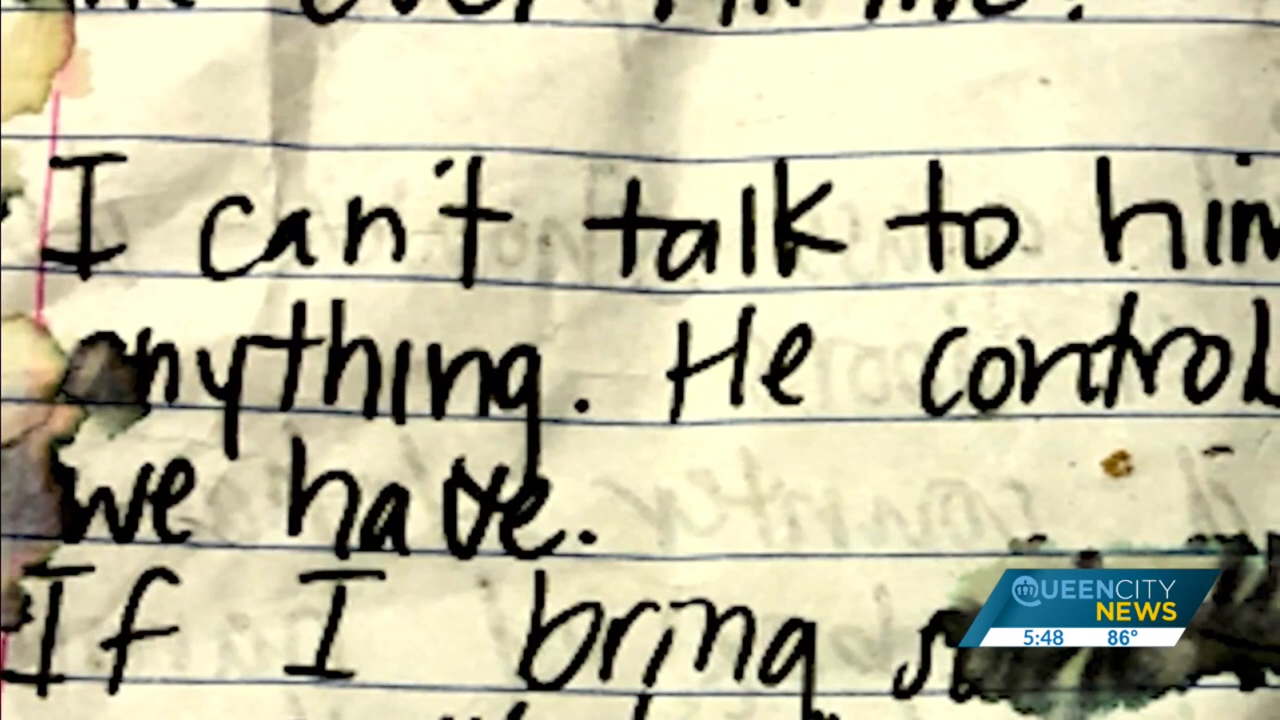 I can't talk to him
anything. He control
we have.
If I bring
QUEENCITY
NEWS
5:48 86°